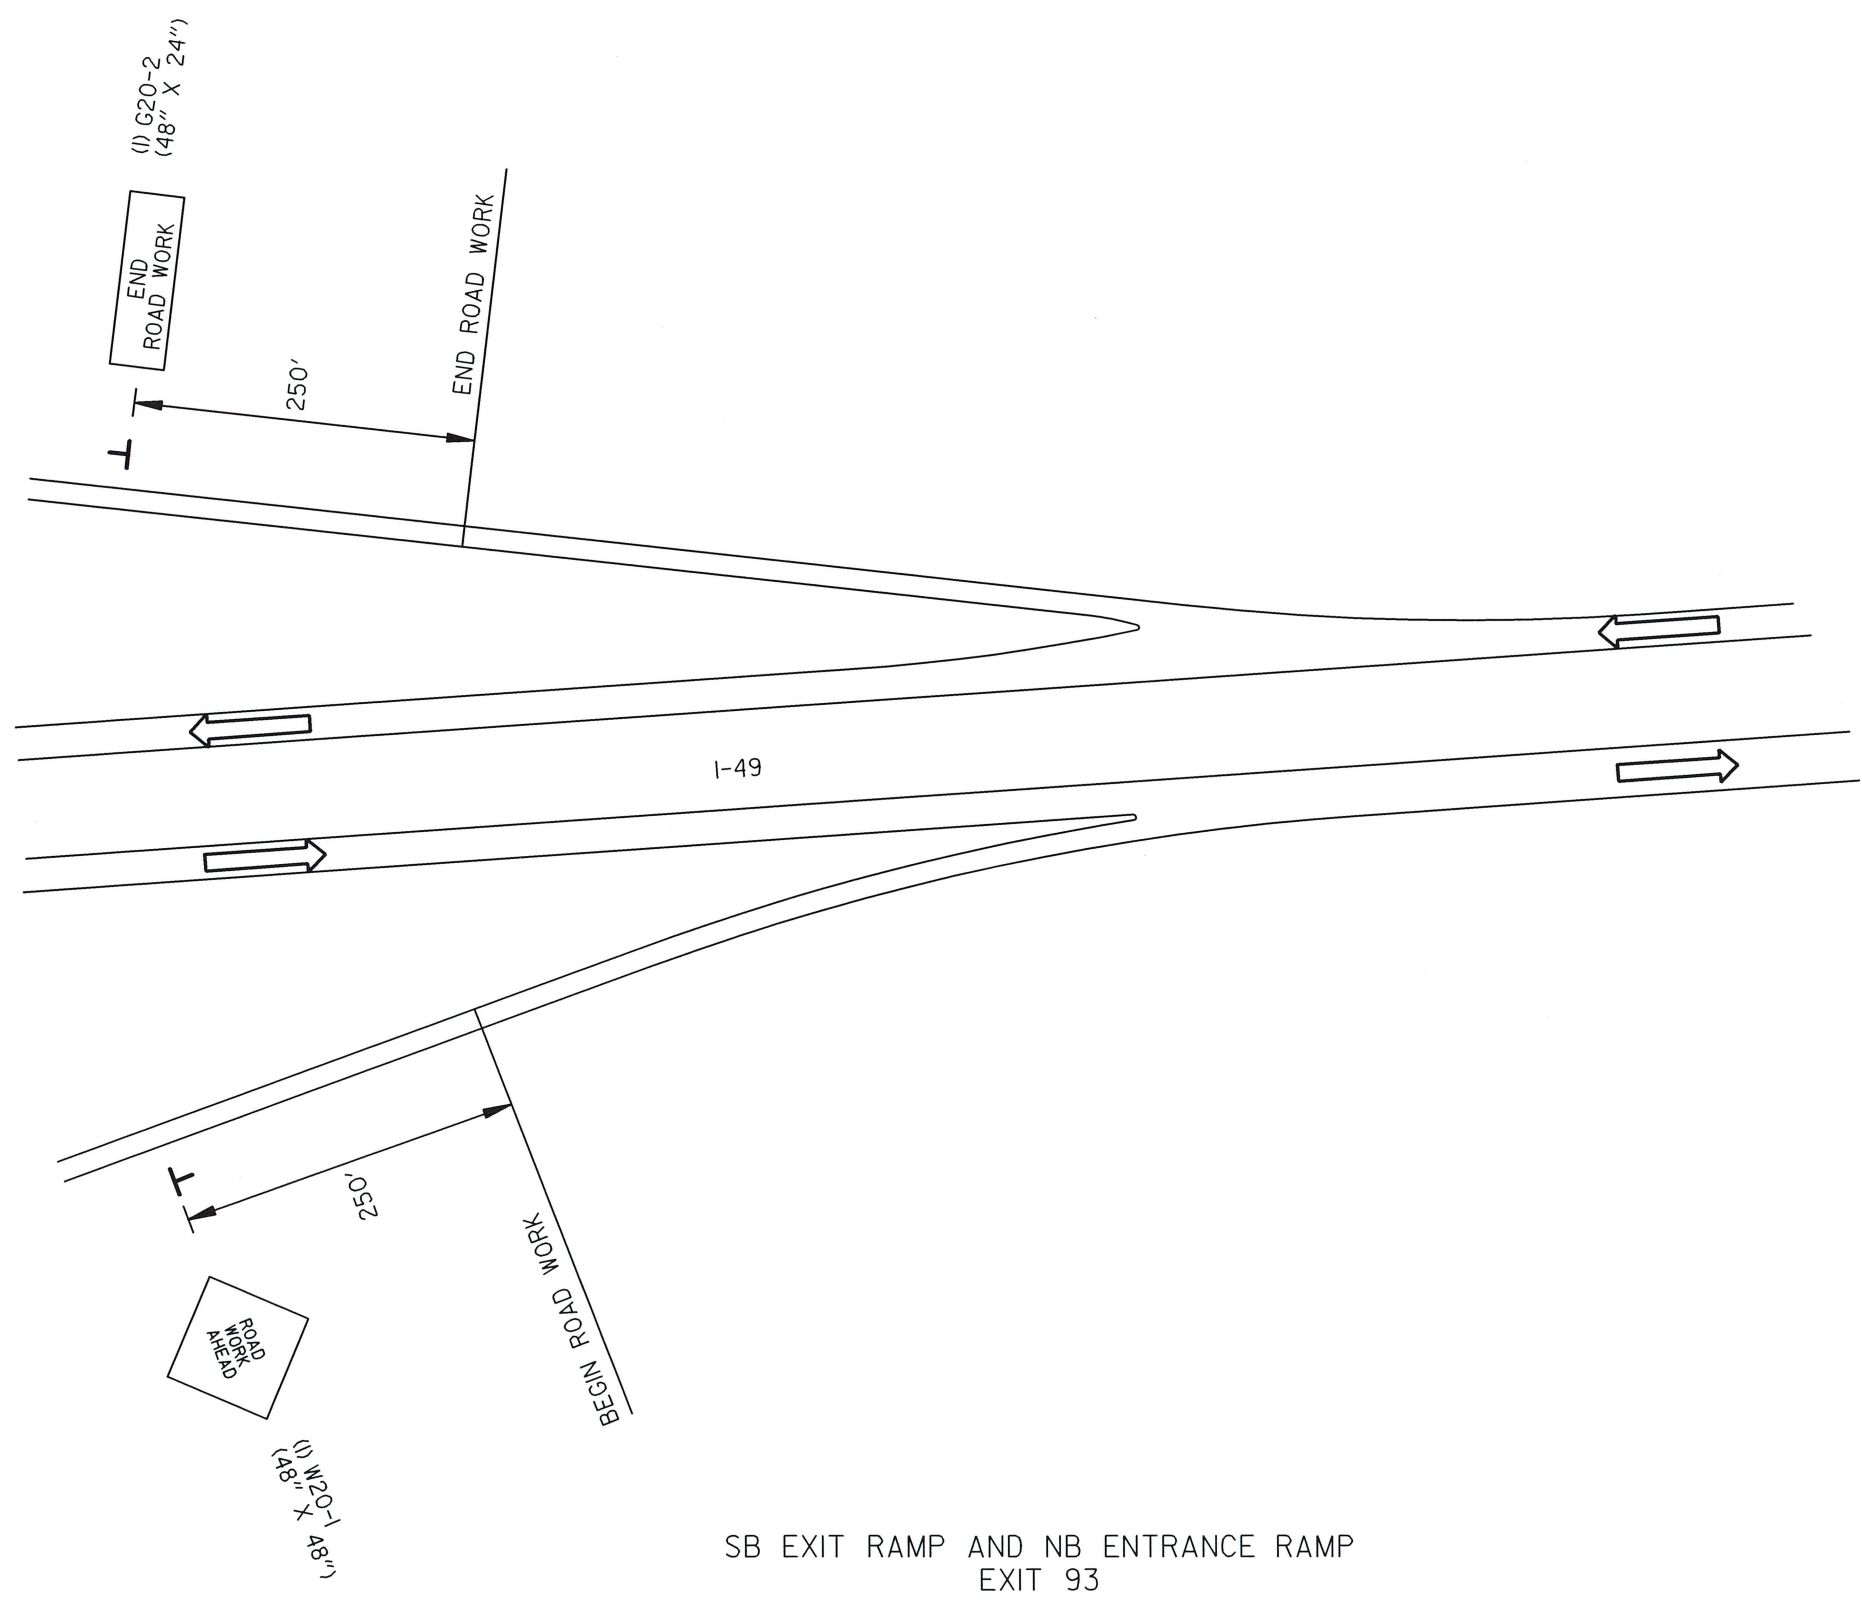 (1) G20-2
(48" X 24")
END
ROAD WORK
END ROAD WORK
250'
I-49
250'
BEGIN ROAD WORK
ROAD
WORK
AHEAD
(1) W20-1
(48" X 48")
SB EXIT RAMP AND NB ENTRANCE RAMP
EXIT 93